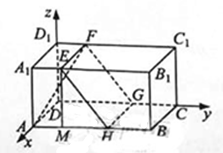 z
D₁ F C₁
A₁ E B₁
G
A D C y
x M H B